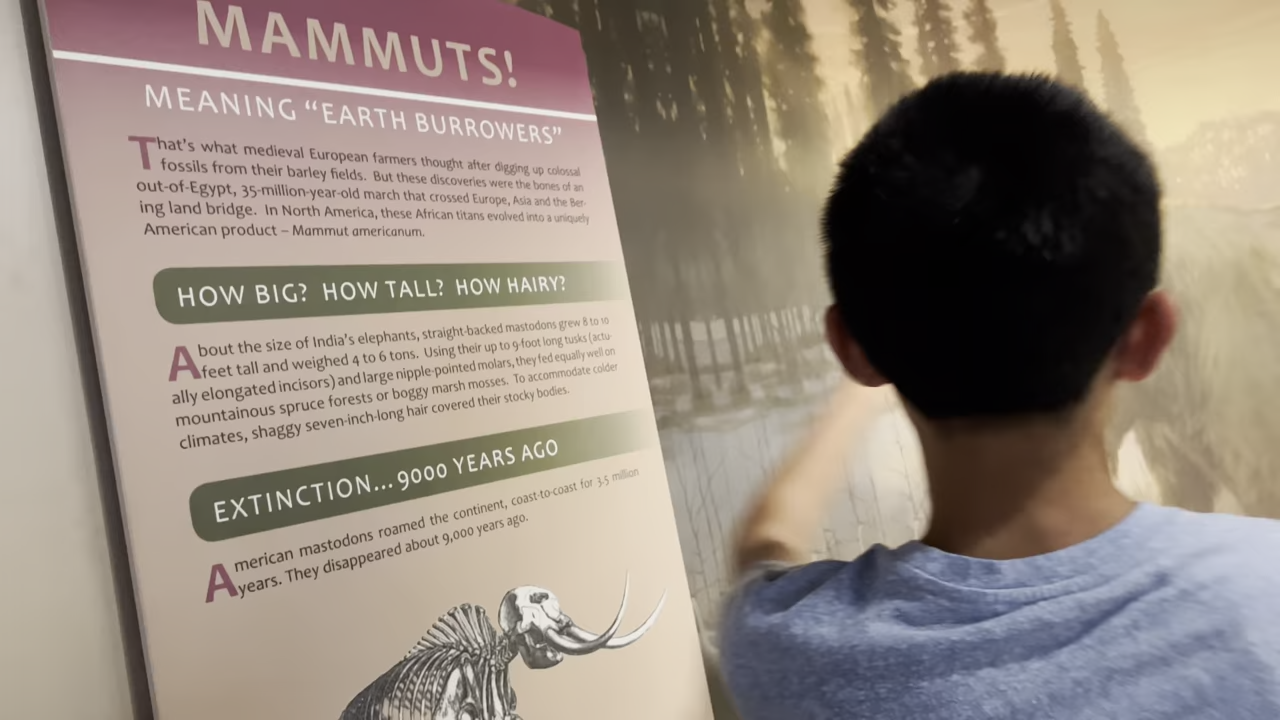 MAMMUTS!
MEANING “EARTH BURROWERS”
That's what medieval European farmers thought after digging up colossal
fossils from their barley fields. But these discoveries were the bones of an
out-of-Egypt, 35-million-year-old march that crossed Europe, Asia and the Ber-
ing land bridge. In North America, these African titans evolved into a uniquely
American product – Mammut americanum.
HOW BIG? HOW TALL? HOW HAIRY?
About the size of India's elephants, straight-backed mastodons grew 8 to 10
feet tall and weighed 4 to 6 tons. Using their up to 9-foot long tusks (actu-
ally elongated incisors) and large nipple-pointed molars, they fed equally well on
mountainous spruce forests or boggy marsh mosses. To accommodate colder
climates, shaggy seven-inch-long hair covered their stocky bodies.
EXTINCTION... 9000 YEARS AGO
American mastodons roamed the continent, coast-to-coast for 3.5 million
years. They disappeared about 9,000 years ago.